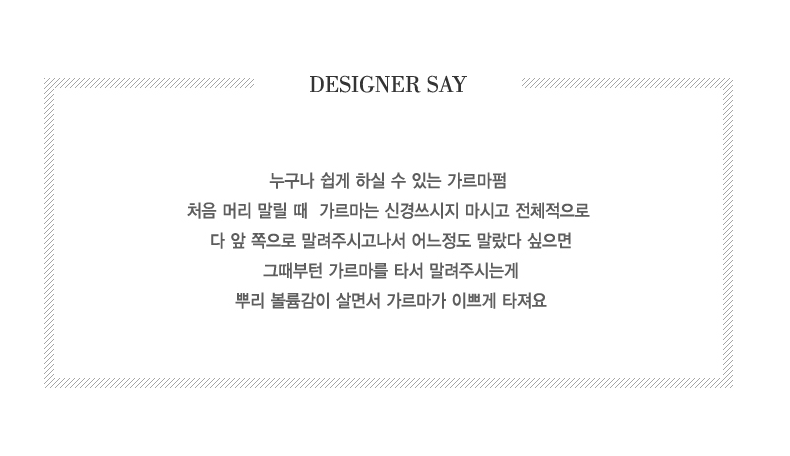 DESIGNER SAY
누구나 쉽게 하실 수 있는 가르마펌
처음 머리 말릴 때 가르마는 신경쓰시지 마시고 전체적으로
다 앞 쪽으로 말려주시고나서 어느정도 말랐다 싶으면
그때부턴 가르마를 타서 말려주시는게
뿌리 볼륨감이 살면서 가르마가 이쁘게 타져요